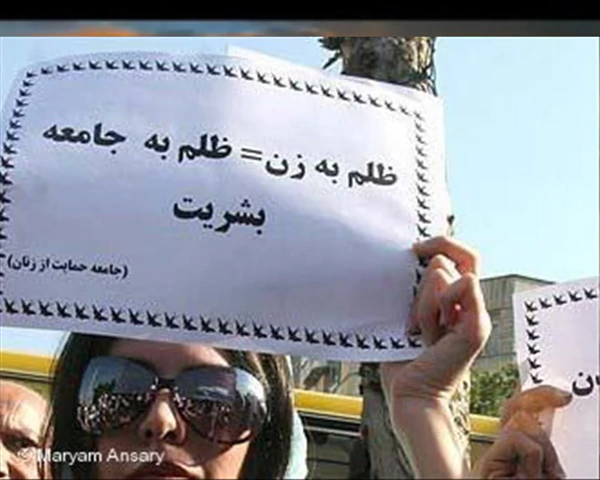 ظلم به زن = ظلم به جامعه
بشریت
(جامعه حمایت از زنان)
ن
© Maryam Ansary